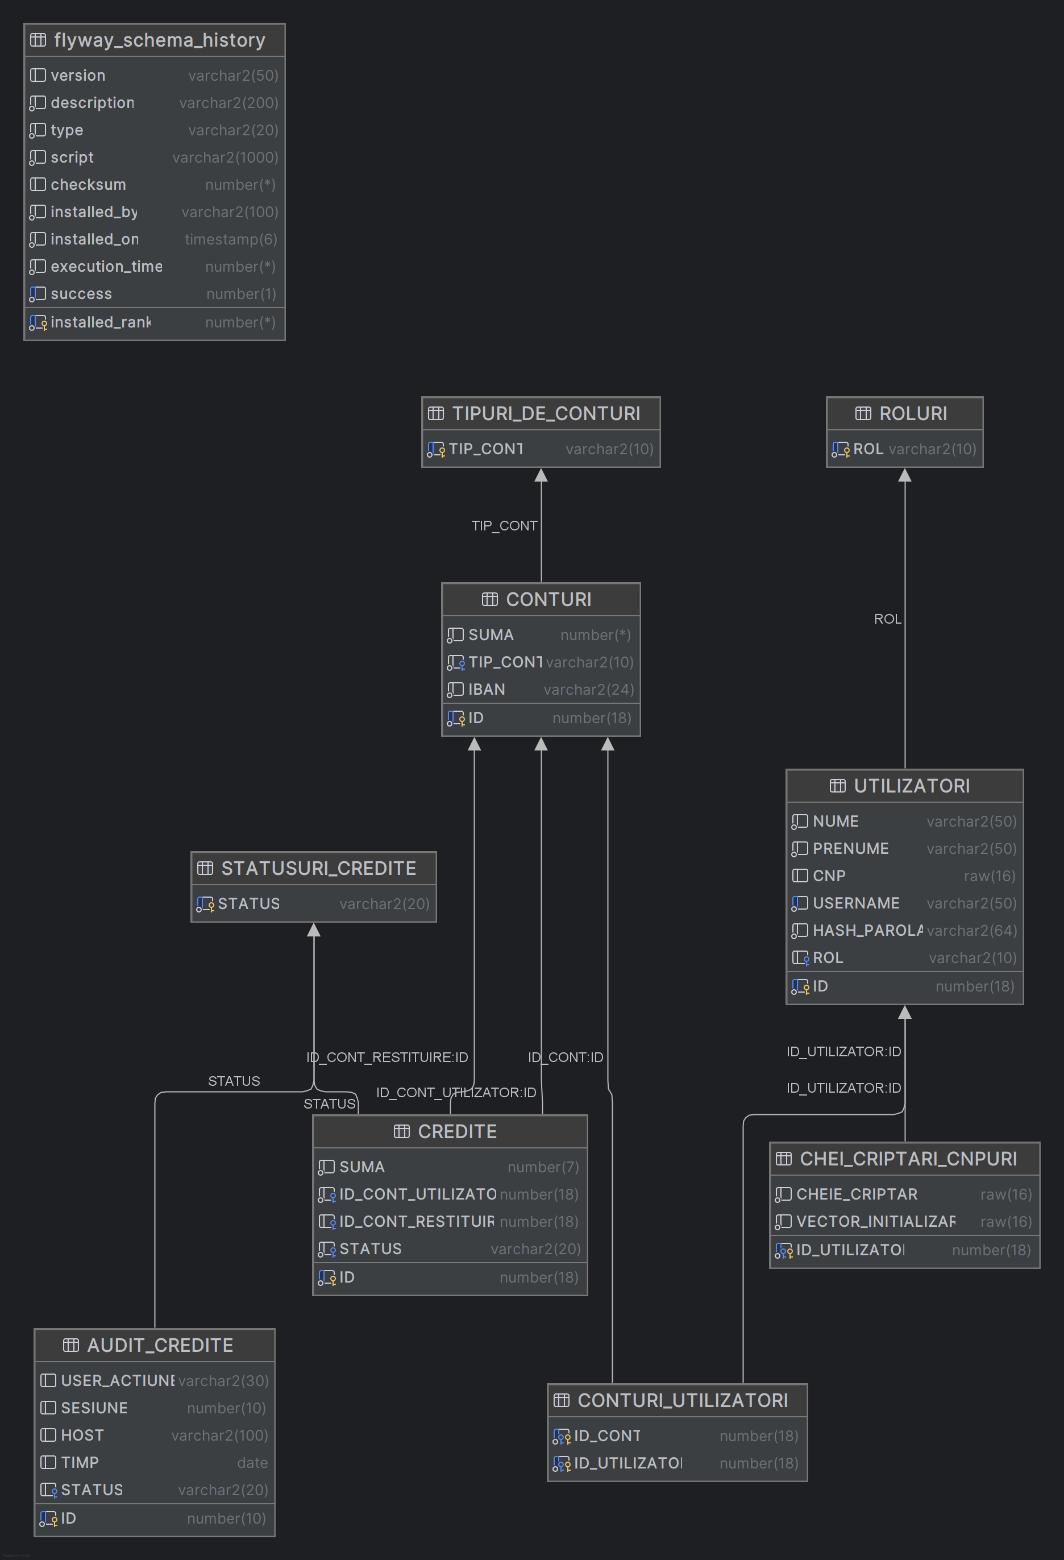 flyway_schema_history
version varchar2(50)
description varchar2(200)
type varchar2(20)
script varchar2(1000)
checksum number(*)
installed_by varchar2(100)
installed_on timestamp(6)
execution_time number(*)
success number(1)
installed_rank number(*)
TIPURI_DE_CONTURI
TIP_CONT varchar2(10)
ROLURI
ROL varchar2(10)
TIP_CONT
CONTURI
SUMA number(*)
TIP_CONT varchar2(10)
IBAN varchar2(24)
ID number(18)
ROL
UTILIZATORI
NUME varchar2(50)
PRENUME varchar2(50)
CNP raw(16)
USERNAME varchar2(50)
HASH_PAROLA varchar2(64)
ROL varchar2(10)
ID number(18)
STATUSURI_CREDITE
STATUS varchar2(20)
ID_CONT_RESTITUIRE:ID
ID_CONT:ID
ID_UTILIZATOR:ID
STATUS
ID_CONT_UTILIZATOR:ID
ID_UTILIZATOR:ID
STATUS
CREDITE
SUMA number(7)
ID_CONT_UTILIZATO number(18)
ID_CONT_RESTITUIR number(18)
STATUS varchar2(20)
ID number(18)
CHEI_CRIPTARI_CNPURI
CHEIE_CRIPTAR raw(16)
VECTOR_INITIALIZAR raw(16)
ID_UTILIZATO number(18)
AUDIT_CREDITE
USER_ACTIUNE varchar2(30)
SESIUNE number(10)
HOST varchar2(100)
TIMP date
STATUS varchar2(20)
ID number(10)
CONTURI_UTILIZATORI
ID_CONT number(18)
ID_UTILIZATO number(18)